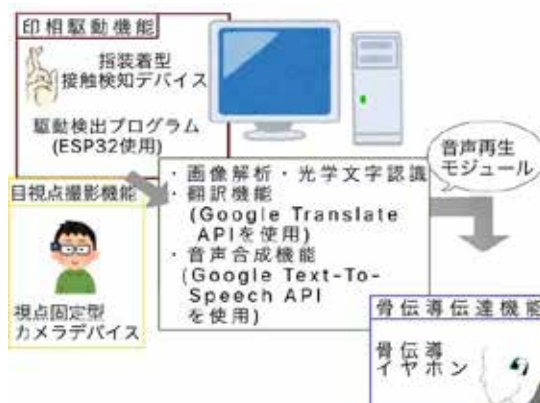 印相駆動機能
指装着型
接触検知デバイス
駆動検出プログラム
(ESP32使用)
目視点撮影機能
視点固定型
カメラデバイス
・画像解析・光学文字認識
・翻訳機能
(Google Translate
APIを使用)
・音声合成機能
(Google Text-To-
Speech API
を使用)
音声再生
モジュール
骨伝導伝達機能
骨伝導
イヤホン